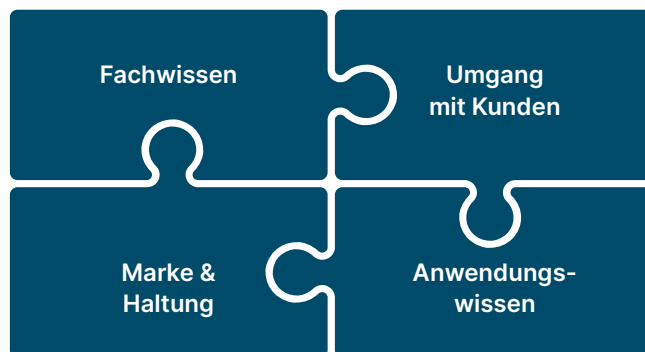 Fachwissen
Umgang
mit Kunden
Marke &
Haltung
Anwendungs-
wissen